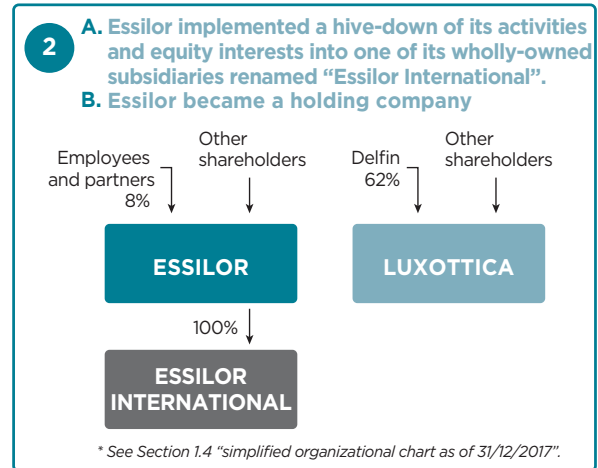 2
A. Essilor implemented a hive-down of its activities
and equity interests into one of its wholly-owned
subsidiaries renamed “Essilor International”.
B. Essilor became a holding company
Employees
and partners
8%
Other
shareholders
Delfin
62%
Other
shareholders
ESSILOR
LUXOTTICA
100%
ESSILOR
INTERNATIONAL
* See Section 1.4 “simplified organizational chart as of 31/12/2017”.